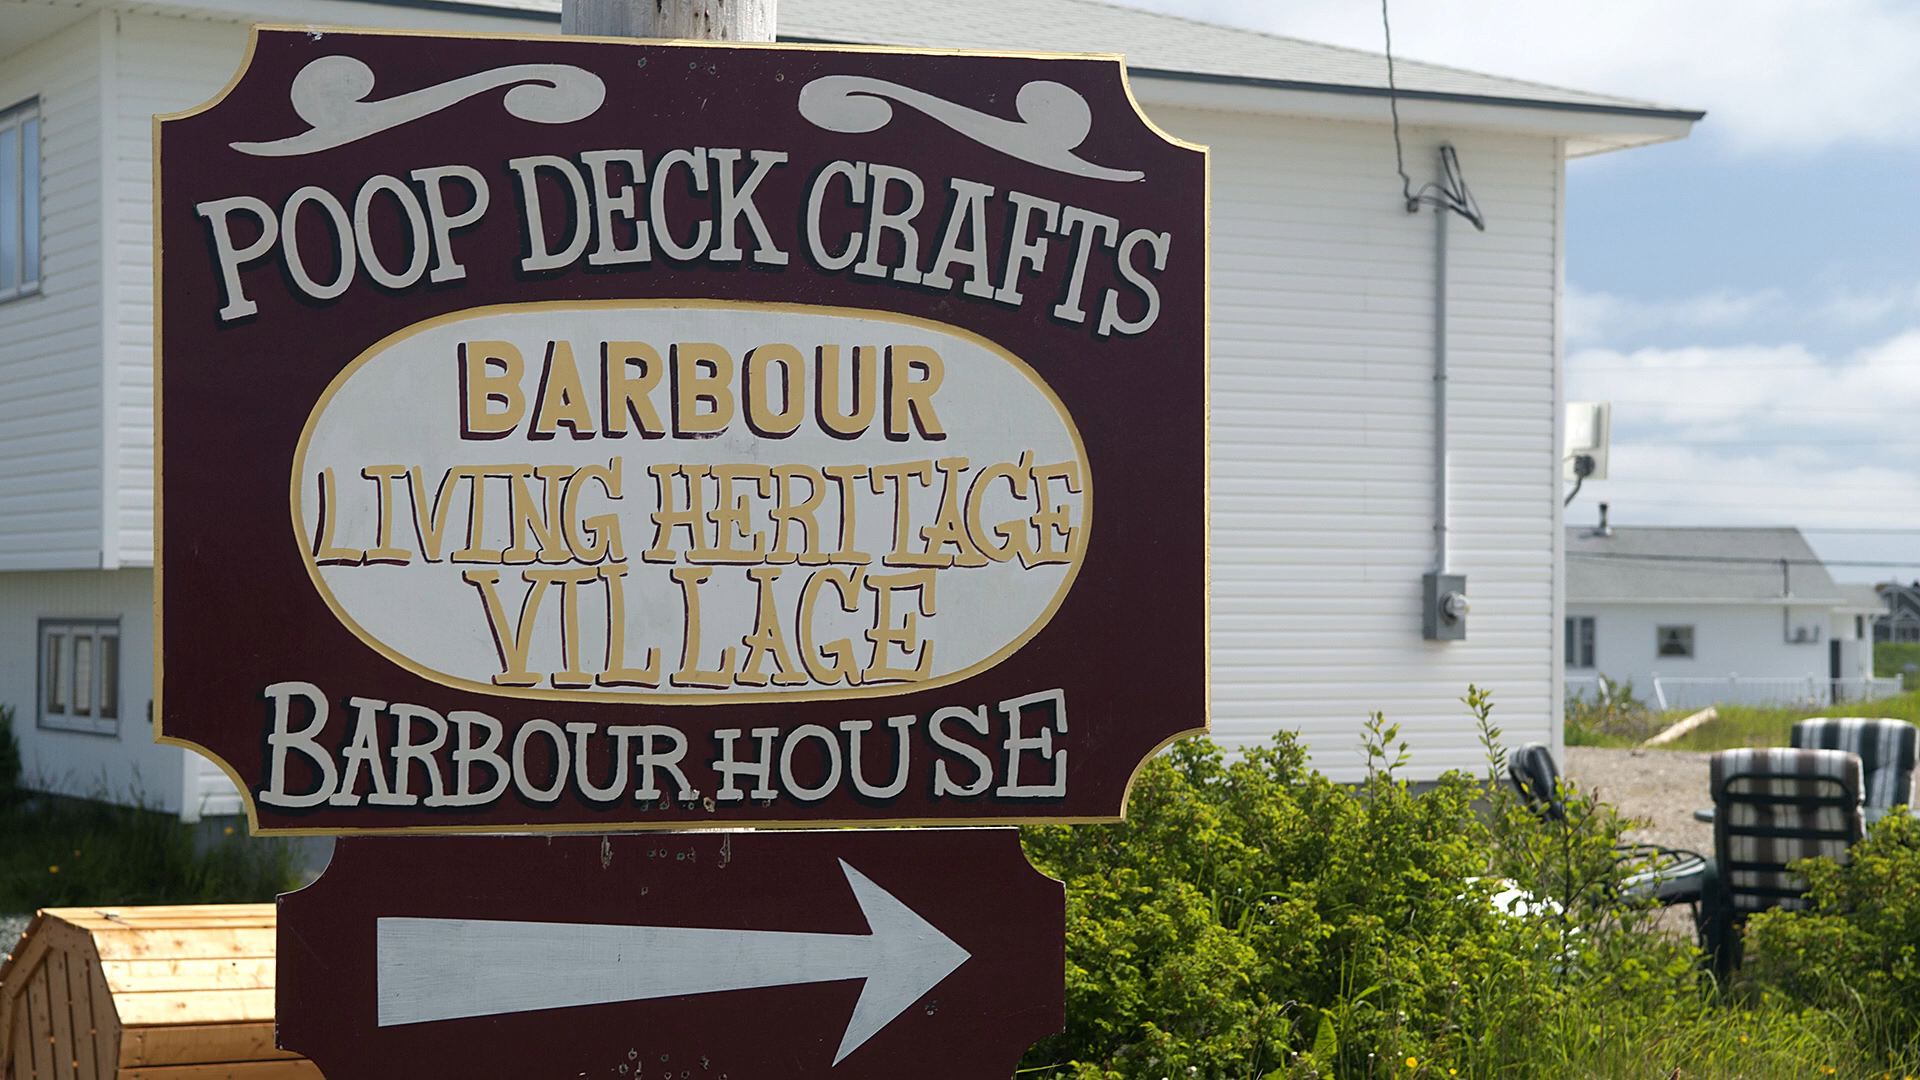 POOP DECK CRAFTS
BARBOUR
LIVING HERITAGE
VILLAGE
BARBOUR HOUSE